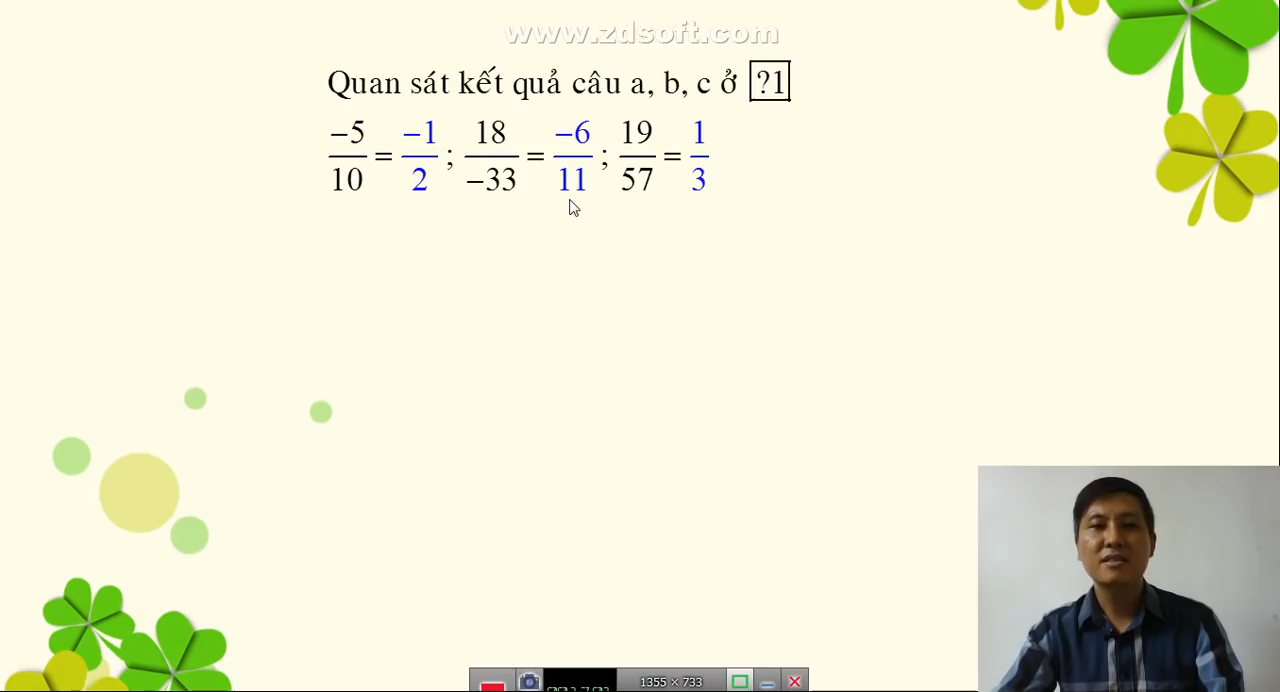 www.zdsoft.com
Quan sát kết quả câu a, b, c ở ?1
−5/10 = −1/2 ; 18/−33 = −6/11 ; 19/57 = 1/3
1355 × 733